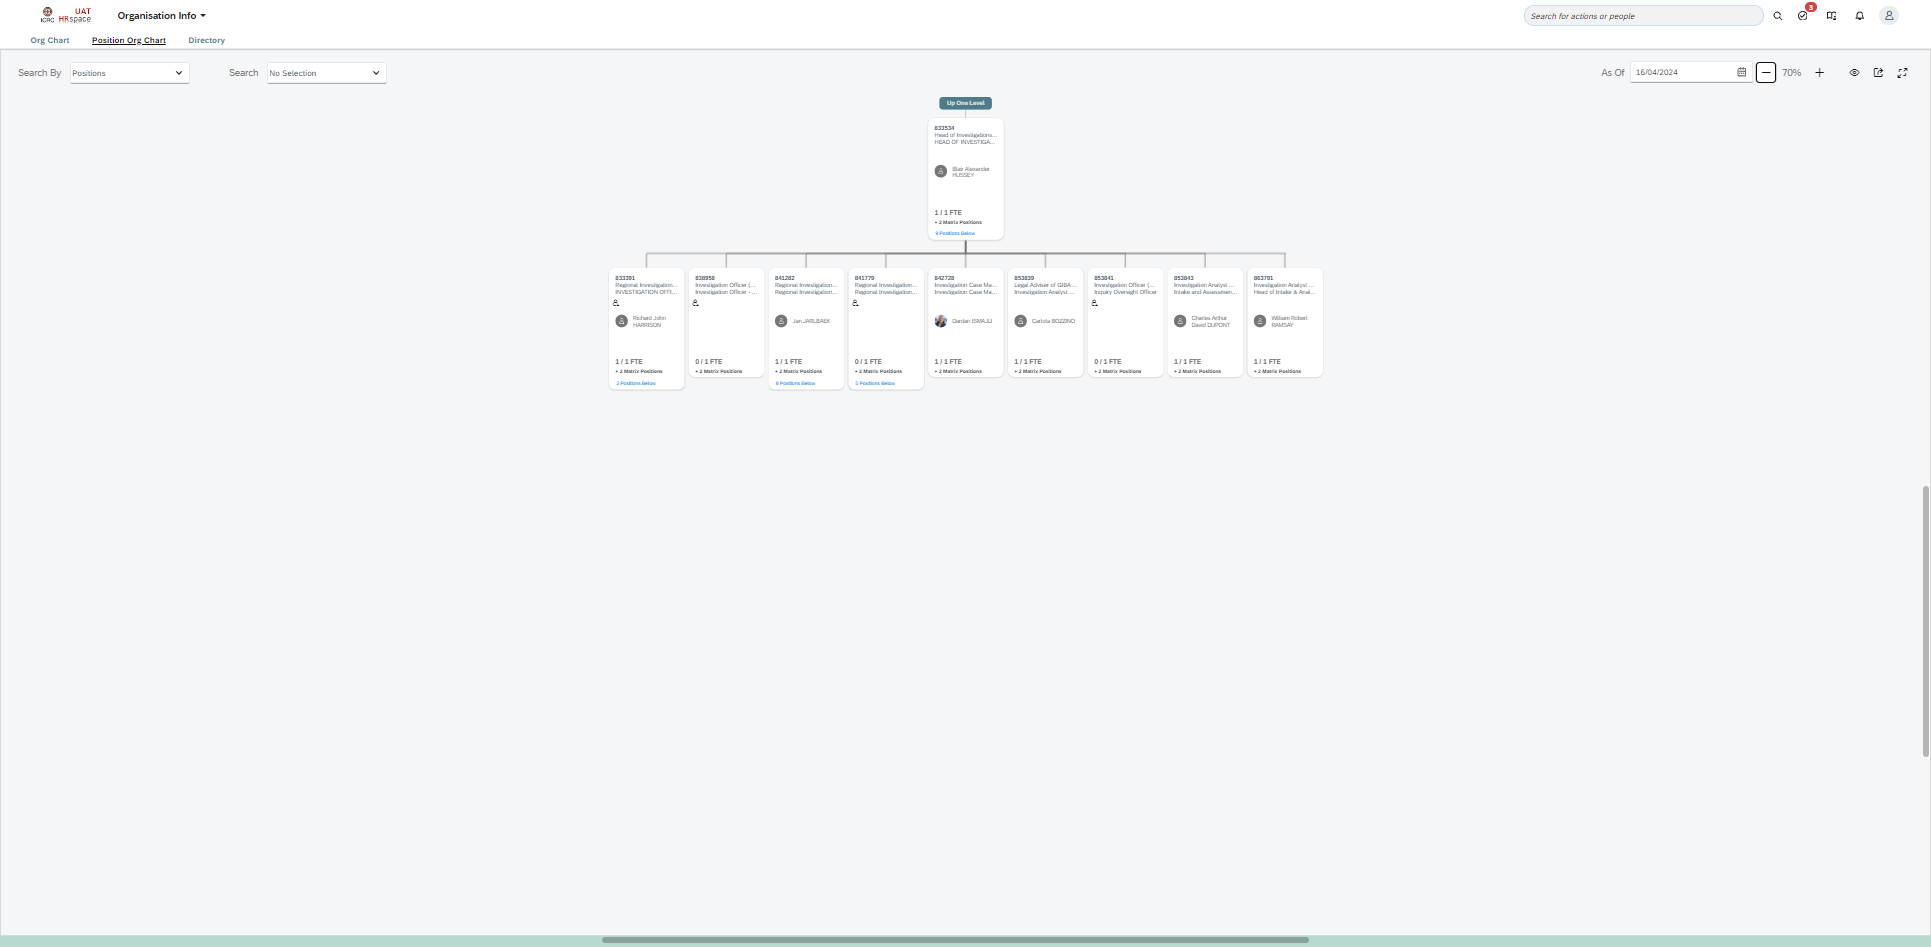 UAT
ICRC HRspace
Organisation Info
Search for actions or people
3
Org Chart
Position Org Chart
Directory
Search By
Positions
Search
No Selection
As Of
16/04/2024
70%
Up One Level
833534
Head of Investigations...
HEAD OF INVESTIGA...
Blair Alexander
HUSSEY
1 / 1 FTE
+ 2 Matrix Positions
9 Positions Below
833391
Regional Investigation...
INVESTIGATION OFFI...
Richard John
HARRISON
1 / 1 FTE
+ 2 Matrix Positions
3 Positions Below
838958
Investigation Officer (...
Investigation Officer - ...
0 / 1 FTE
+ 2 Matrix Positions
841282
Regional Investigation...
Regional Investigation...
Jan JARLBAEK
1 / 1 FTE
+ 2 Matrix Positions
8 Positions Below
841779
Regional Investigation...
Regional Investigation...
0 / 1 FTE
+ 2 Matrix Positions
5 Positions Below
842728
Investigation Case Ma...
Investigation Case Ma...
Dardan ISMAJLI
1 / 1 FTE
+ 2 Matrix Positions
853839
Legal Adviser of GIBA ...
Investigation Analyst ...
Carlota BOZZINO
1 / 1 FTE
+ 2 Matrix Positions
853841
Investigation Officer (...
Inquiry Oversight Officer
0 / 1 FTE
+ 2 Matrix Positions
853843
Investigation Analyst ...
Intake and Assessmen...
Charles Arthur
David DUPONT
1 / 1 FTE
+ 2 Matrix Positions
863791
Investigation Analyst ...
Head of Intake & Anal...
William Robert
RAMSAY
1 / 1 FTE
+ 2 Matrix Positions